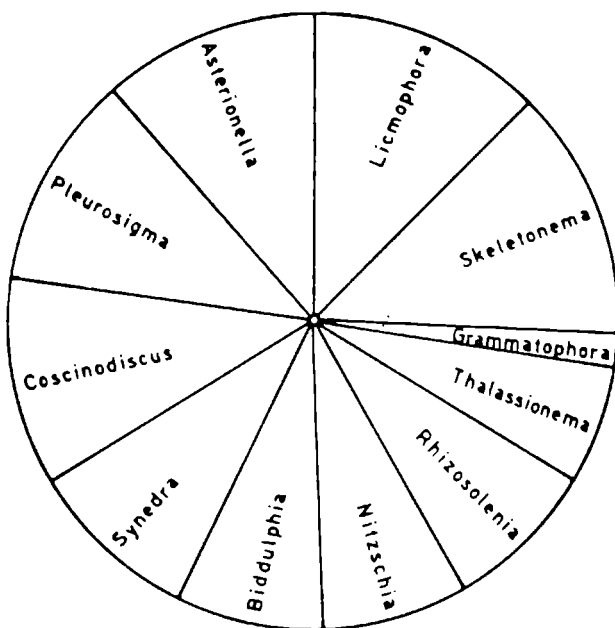 Licmophora
Skeletonema
Grammatophora
Thalassionema
Rhizosolenia
Nitzschia
Biddulphia
Synedra
Coscinodiscus
Pleurosigma
Asterionella